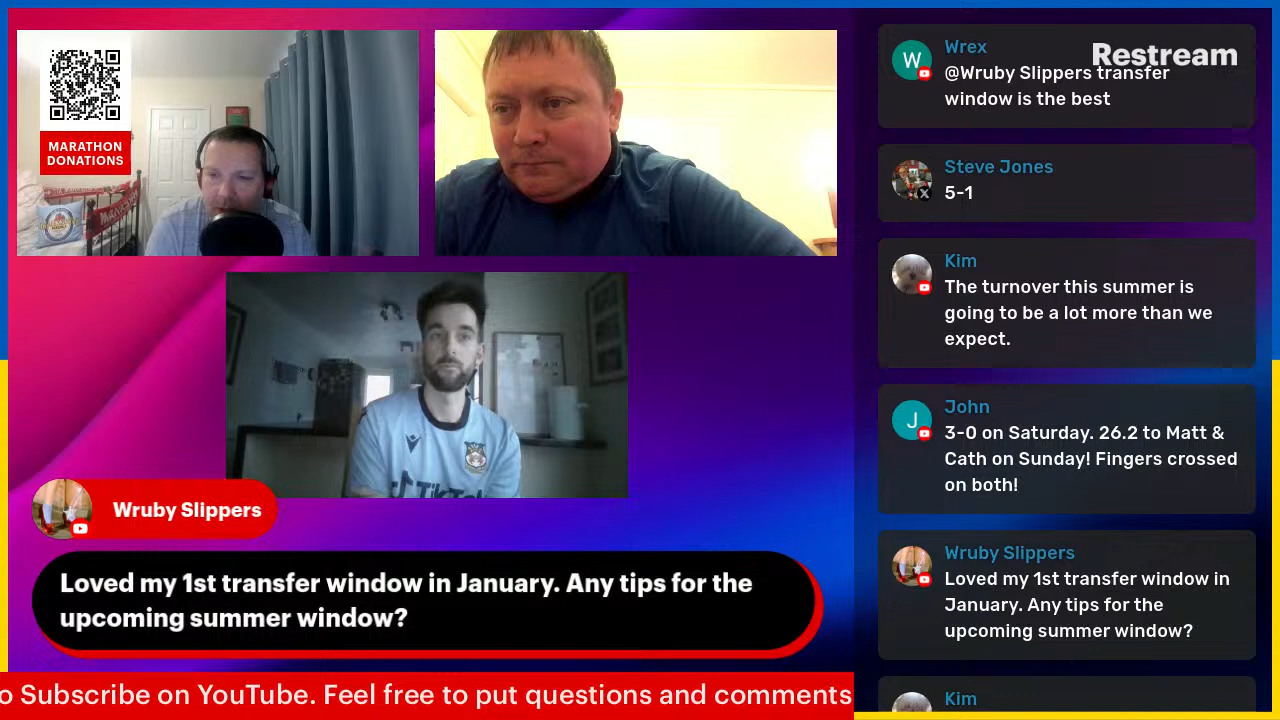 MARATHON
DONATIONS
TikTok
Wruby Slippers
Loved my 1st transfer window in January. Any tips for the
upcoming summer window?
o Subscribe on YouTube. Feel free to put questions and comments
Restream
W
Wrex
@Wruby Slippers transfer
window is the best
Steve Jones
5-1
Kim
The turnover this summer is
going to be a lot more than we
expect.
J
John
3-0 on Saturday. 26.2 to Matt &
Cath on Sunday! Fingers crossed
on both!
Wruby Slippers
Loved my 1st transfer window in
January. Any tips for the
upcoming summer window?
Kim